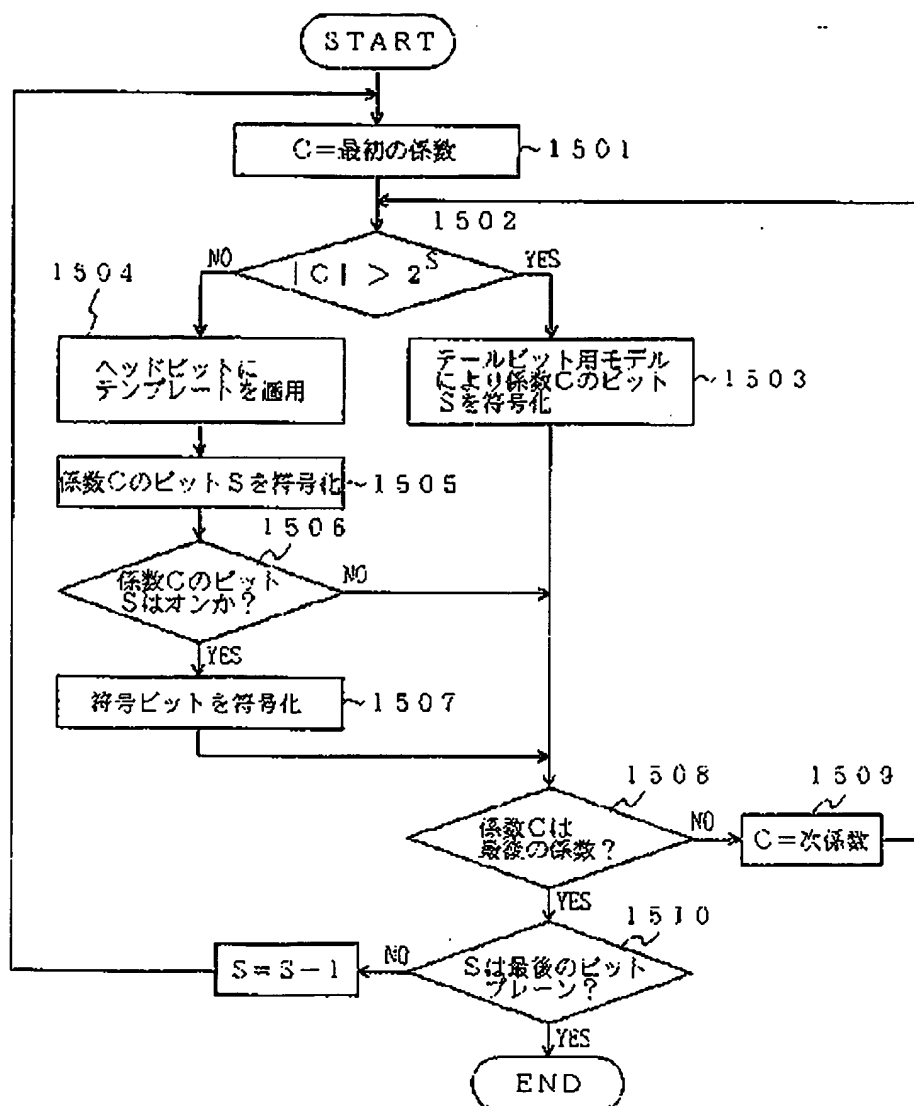 START
C=最初の係数
1501
1502
|C| > 2^S
NO
YES
1504
ヘッドビットに
テンプレートを適用
テールビット用モデル
により係数Cのビット
Sを符号化
1503
係数CのビットSを符号化
1505
1506
係数Cのビット
Sはオンか?
NO
YES
符号ビットを符号化
1507
1508
係数Cは
最後の係数?
NO
1509
C=次係数
YES
1510
Sは最後のビット
プレーン?
NO
S=S-1
YES
END